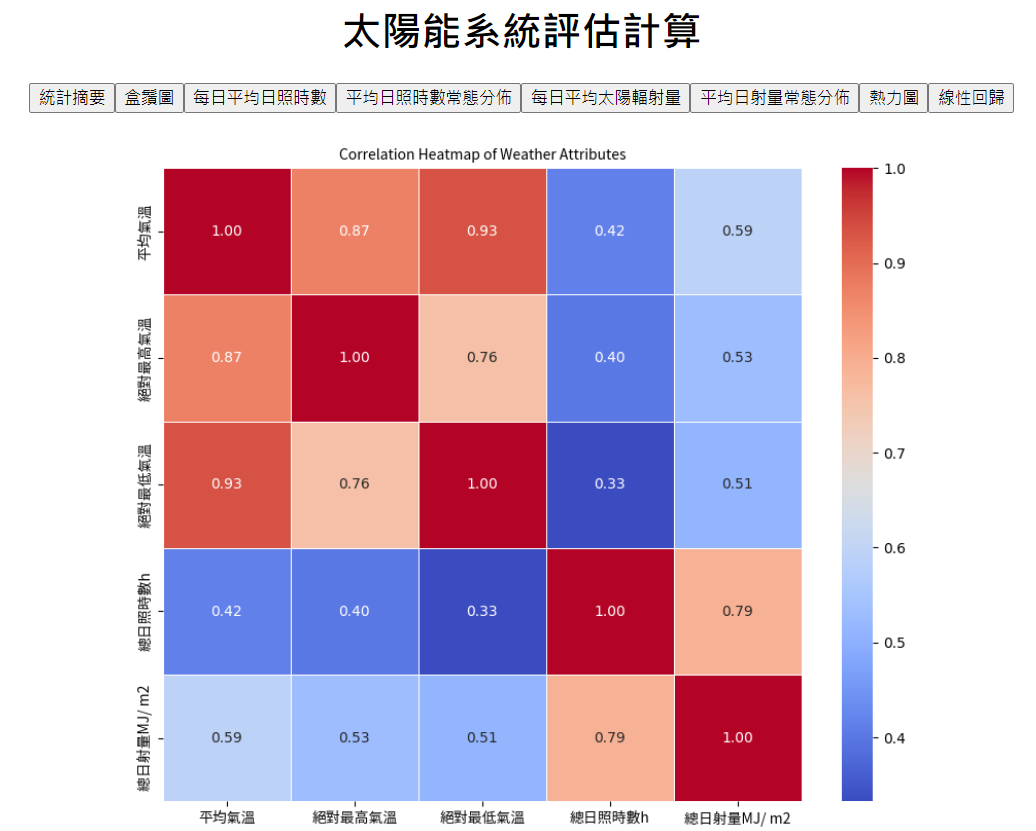 太陽能系統評估計算
統計摘要 盒鬚圖 每日平均日照時數 平均日照時數常態分佈 每日平均太陽輻射量 平均日射量常態分佈 熱力圖 線性回歸
Correlation Heatmap of Weather Attributes
平均氣溫 1.00 0.87 0.93 0.42 0.59
絕對最高氣溫 0.87 1.00 0.76 0.40 0.53
絕對最低氣溫 0.93 0.76 1.00 0.33 0.51
總日照時數h 0.42 0.40 0.33 1.00 0.79
總日射量MJ/ m2 0.59 0.53 0.51 0.79 1.00
平均氣溫 絕對最高氣溫 絕對最低氣溫 總日照時數h 總日射量MJ/ m2
1.0
0.9
0.8
0.7
0.6
0.5
0.4